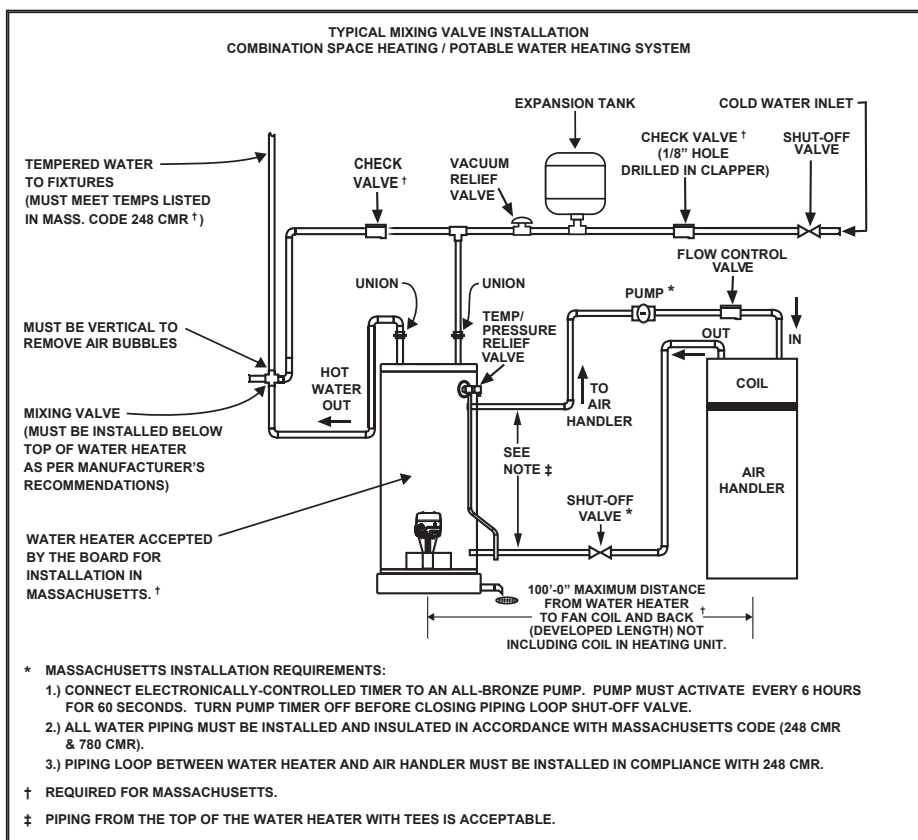 TYPICAL MIXING VALVE INSTALLATION
COMBINATION SPACE HEATING / POTABLE WATER HEATING SYSTEM
EXPANSION TANK
COLD WATER INLET
TEMPERED WATER
TO FIXTURES
(MUST MEET TEMPS LISTED
IN MASS. CODE 248 CMR †)
CHECK
VALVE †
VACUUM
RELIEF
VALVE
CHECK VALVE †
(1/8” HOLE
DRILLED IN CLAPPER)
SHUT-OFF
VALVE
FLOW CONTROL
VALVE
UNION
UNION
PUMP *
TEMP/
PRESSURE
RELIEF
VALVE
OUT
IN
MUST BE VERTICAL TO
REMOVE AIR BUBBLES
HOT
WATER
OUT
TO
AIR
HANDLER
COIL
MIXING VALVE
(MUST BE INSTALLED BELOW
TOP OF WATER HEATER
AS PER MANUFACTURER’S
RECOMMENDATIONS)
SEE
NOTE ‡
AIR
HANDLER
SHUT-OFF
VALVE *
WATER HEATER ACCEPTED
BY THE BOARD FOR
INSTALLATION IN
MASSACHUSETTS. †
100’-0” MAXIMUM DISTANCE
FROM WATER HEATER
TO FAN COIL AND BACK †
(DEVELOPED LENGTH) NOT
INCLUDING COIL IN HEATING UNIT.
* MASSACHUSETTS INSTALLATION REQUIREMENTS:
1.) CONNECT ELECTRONICALLY-CONTROLLED TIMER TO AN ALL-BRONZE PUMP. PUMP MUST ACTIVATE EVERY 6 HOURS
FOR 60 SECONDS. TURN PUMP TIMER OFF BEFORE CLOSING PIPING LOOP SHUT-OFF VALVE.
2.) ALL WATER PIPING MUST BE INSTALLED AND INSULATED IN ACCORDANCE WITH MASSACHUSETTS CODE (248 CMR
& 780 CMR).
3.) PIPING LOOP BETWEEN WATER HEATER AND AIR HANDLER MUST BE INSTALLED IN COMPLIANCE WITH 248 CMR.
† REQUIRED FOR MASSACHUSETTS.
‡ PIPING FROM THE TOP OF THE WATER HEATER WITH TEES IS ACCEPTABLE.